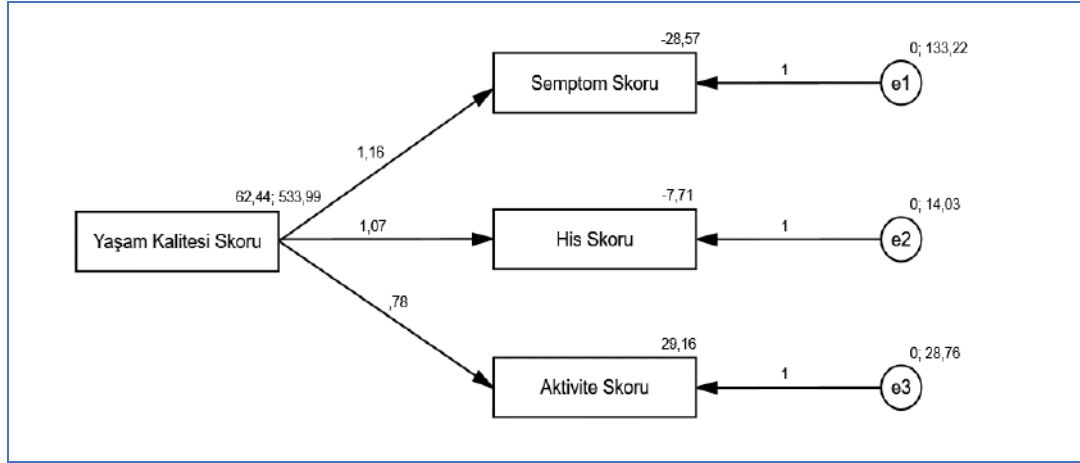 -28,57
0; 133,22
Semptom Skoru
1
e1
1,16
62,44; 533,99
-7,71
0; 14,03
Yaşam Kalitesi Skoru
1,07
His Skoru
1
e2
,78
29,16
0; 28,76
Aktivite Skoru
1
e3